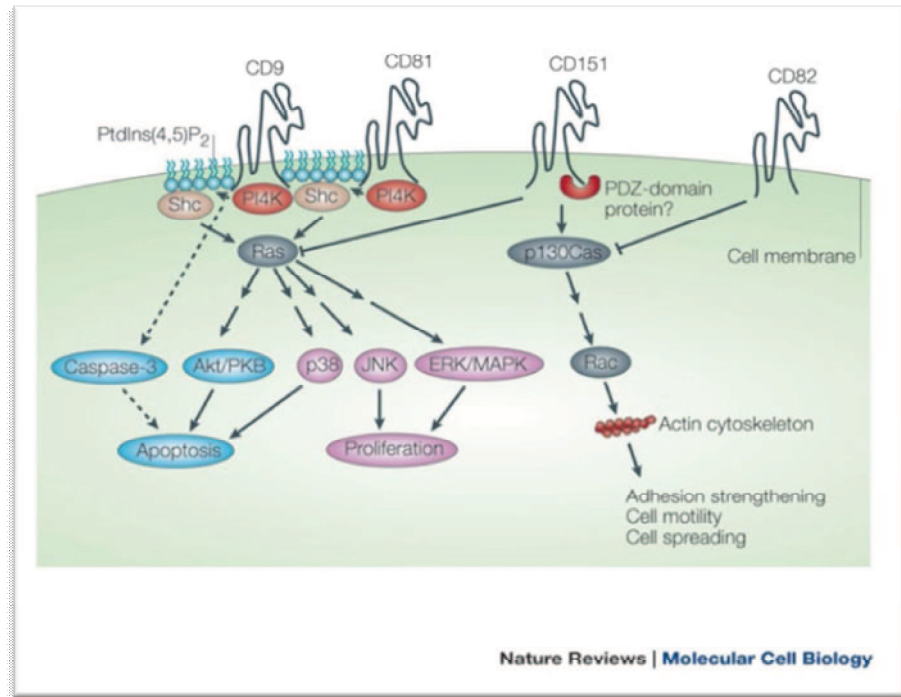 CD9
CD81
CD151
CD82
PtdIns(4,5)P2
Shc
PI4K
Shc
PI4K
PDZ-domain
protein?
Ras
p130Cas
Cell membrane
Caspase-3
Akt/PKB
p38
JNK
ERK/MAPK
Rac
Actin cytoskeleton
Apoptosis
Proliferation
Adhesion strengthening
Cell motility
Cell spreading
Nature Reviews | Molecular Cell Biology